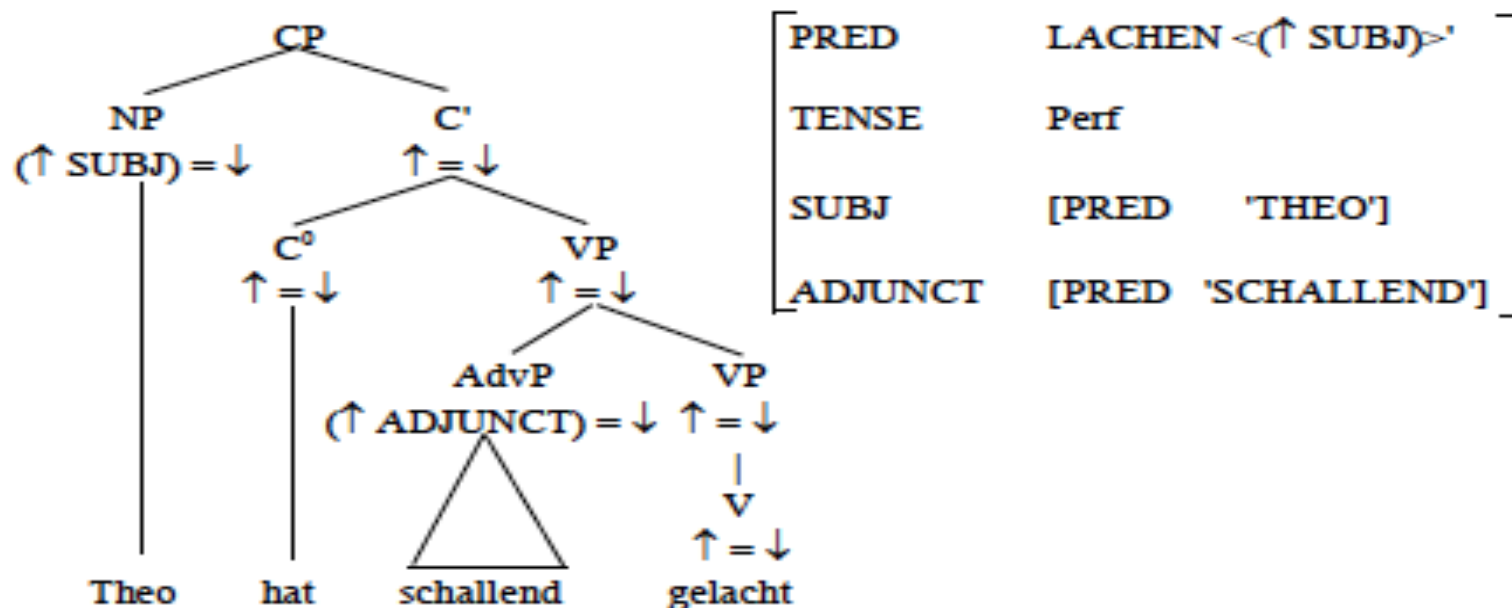 CP
NP C'
(↑ SUBJ) = ↓ ↑ = ↓
C⁰ VP
↑ = ↓ ↑ = ↓
AdvP VP
(↑ ADJUNCT) = ↓ ↑ = ↓
V
↑ = ↓
Theo hat schallend gelacht
PRED LACHEN <(↑ SUBJ)>'
TENSE Perf
SUBJ [PRED 'THEO']
ADJUNCT [PRED 'SCHALLEND']